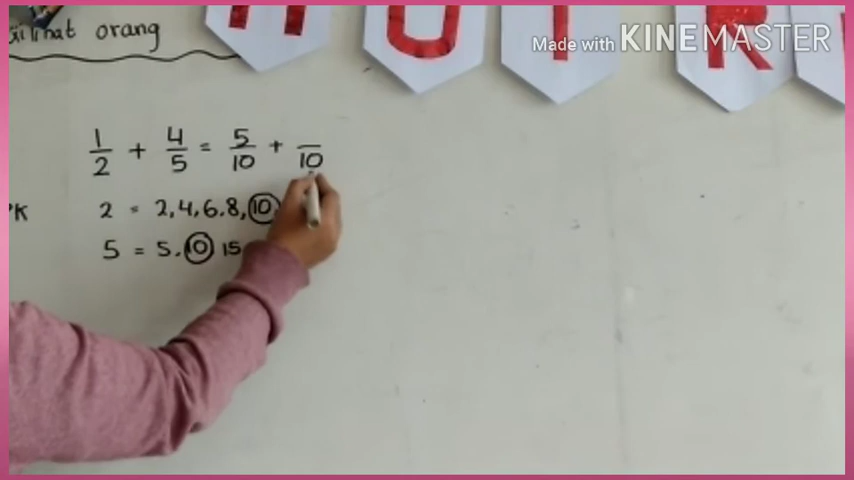 Made with KINEMASTER
U T R
orang
1/2 + 4/5 = 5/10 + /10
2 = 2, 4, 6, 8, 10
5 = 5, 10 15